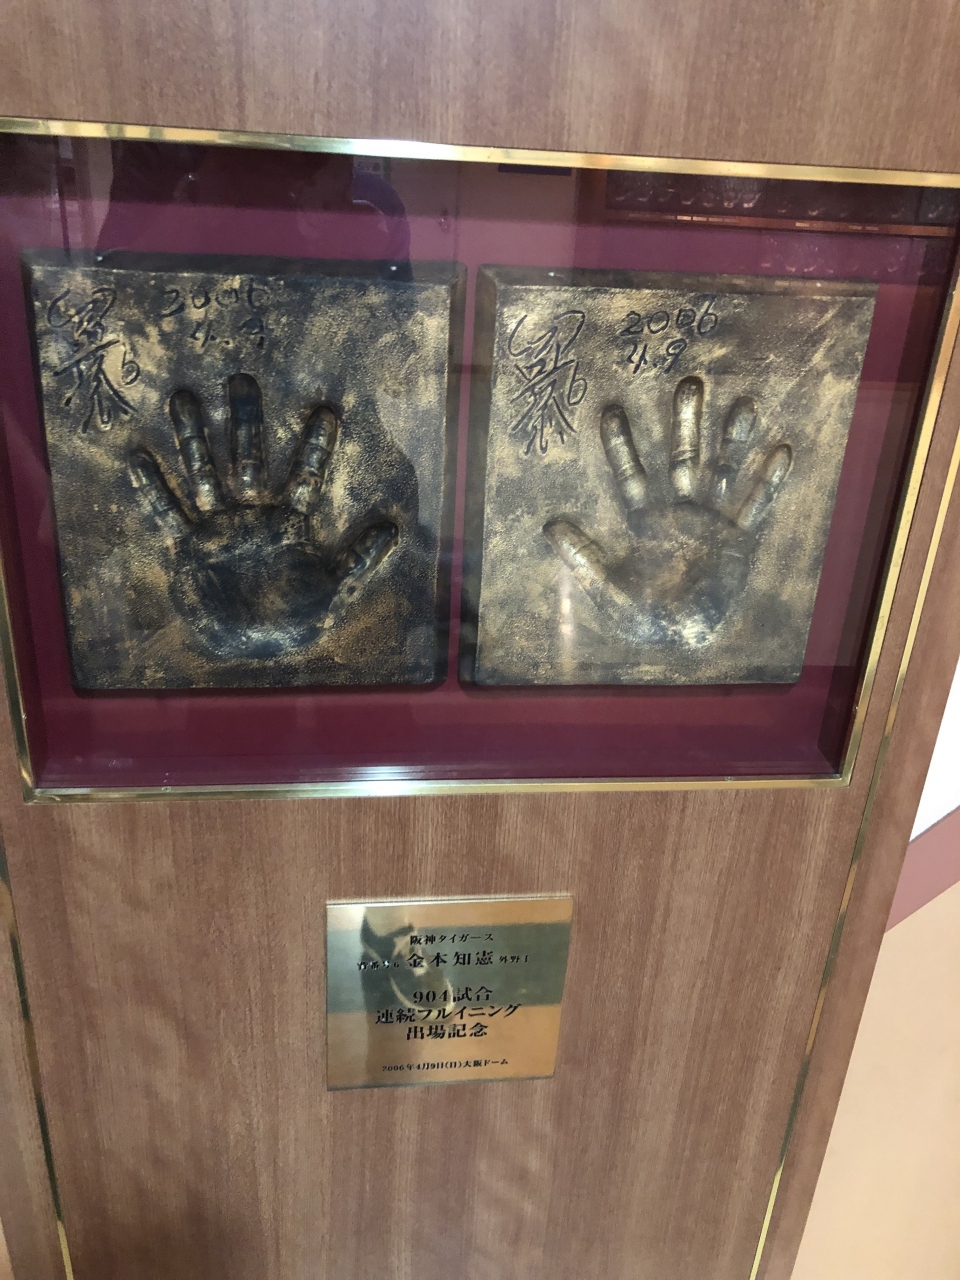 2006
4.9
6
2006
4.9
6
阪神タイガース
背番号6 金本知憲 外野手
904試合
連続フルイニング
出場記念
2006年4月9日(日)大阪ドーム